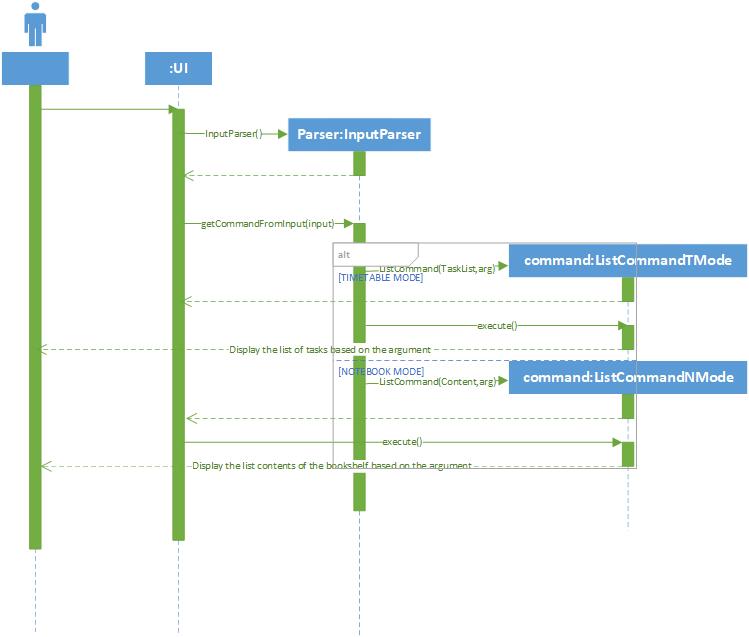 :UI
InputParser()
Parser:InputParser
getCommandFromInput(input)
alt
command:ListCommandTMode
ListCommand(TaskList,arg)
[TIMETABLE MODE]
execute()
Display the list of tasks based on the argument
[NOTEBOOK MODE]
command:ListCommandNMode
ListCommand(Content,arg)
execute()
Display the list contents of the bookshelf based on the argument